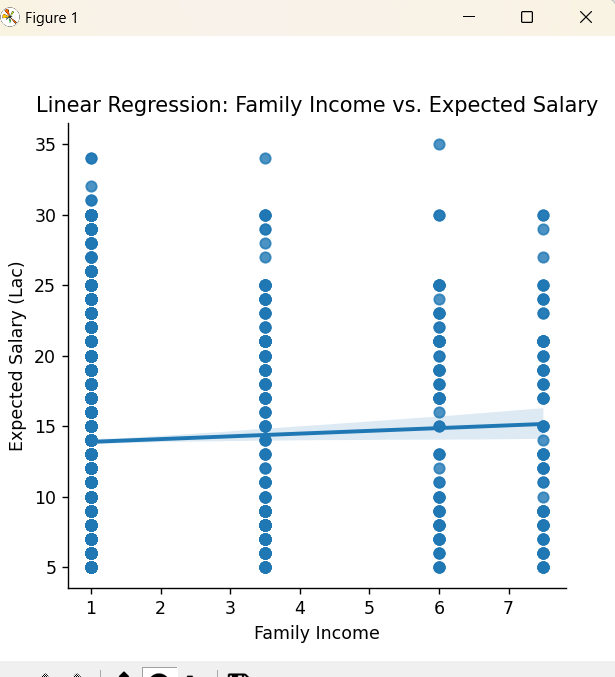 Figure 1
Linear Regression: Family Income vs. Expected Salary
35
30
25
20
15
10
5
Expected Salary (Lac)
1 2 3 4 5 6 7
Family Income